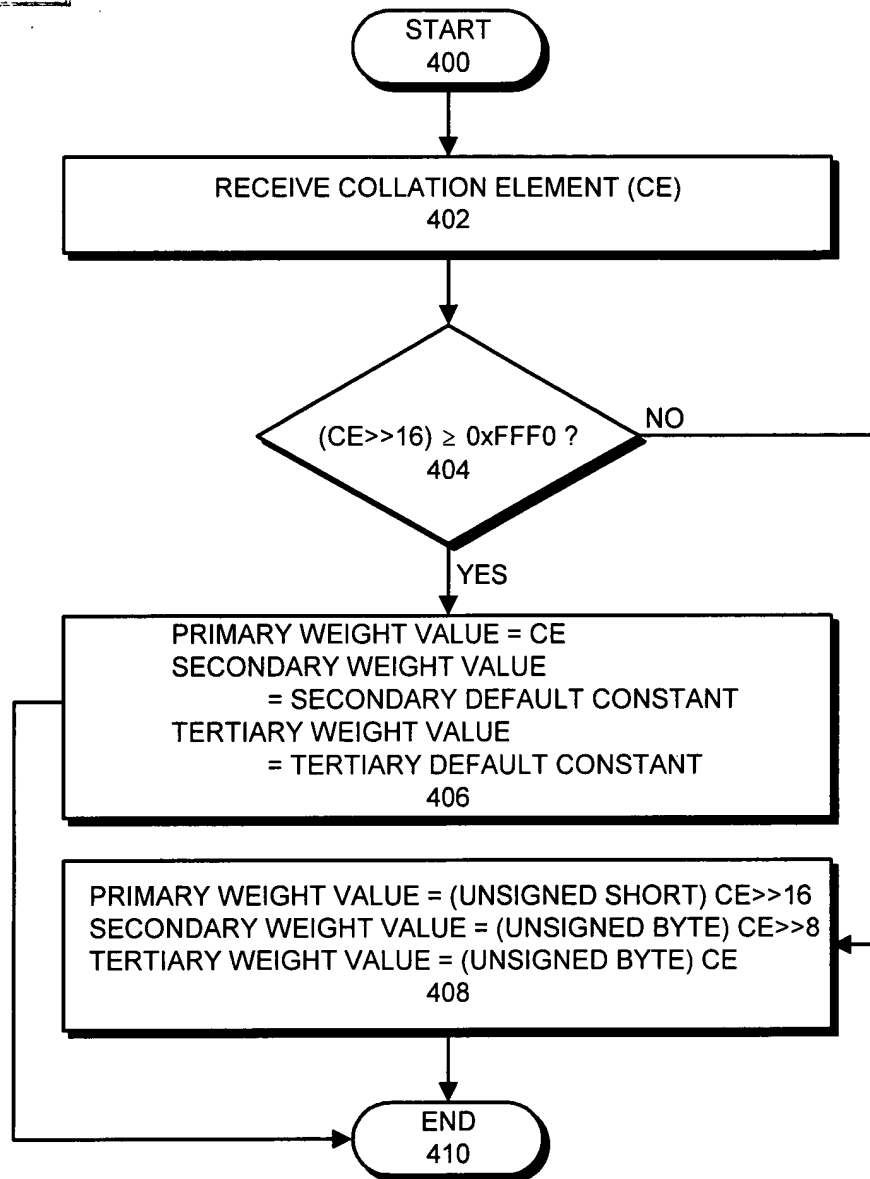 START
400
RECEIVE COLLATION ELEMENT (CE)
402
(CE>>16) ≥ 0xFFF0 ?
404
NO
YES
PRIMARY WEIGHT VALUE = CE
SECONDARY WEIGHT VALUE
= SECONDARY DEFAULT CONSTANT
TERTIARY WEIGHT VALUE
= TERTIARY DEFAULT CONSTANT
406
PRIMARY WEIGHT VALUE = (UNSIGNED SHORT) CE>>16
SECONDARY WEIGHT VALUE = (UNSIGNED BYTE) CE>>8
TERTIARY WEIGHT VALUE = (UNSIGNED BYTE) CE
408
END
410